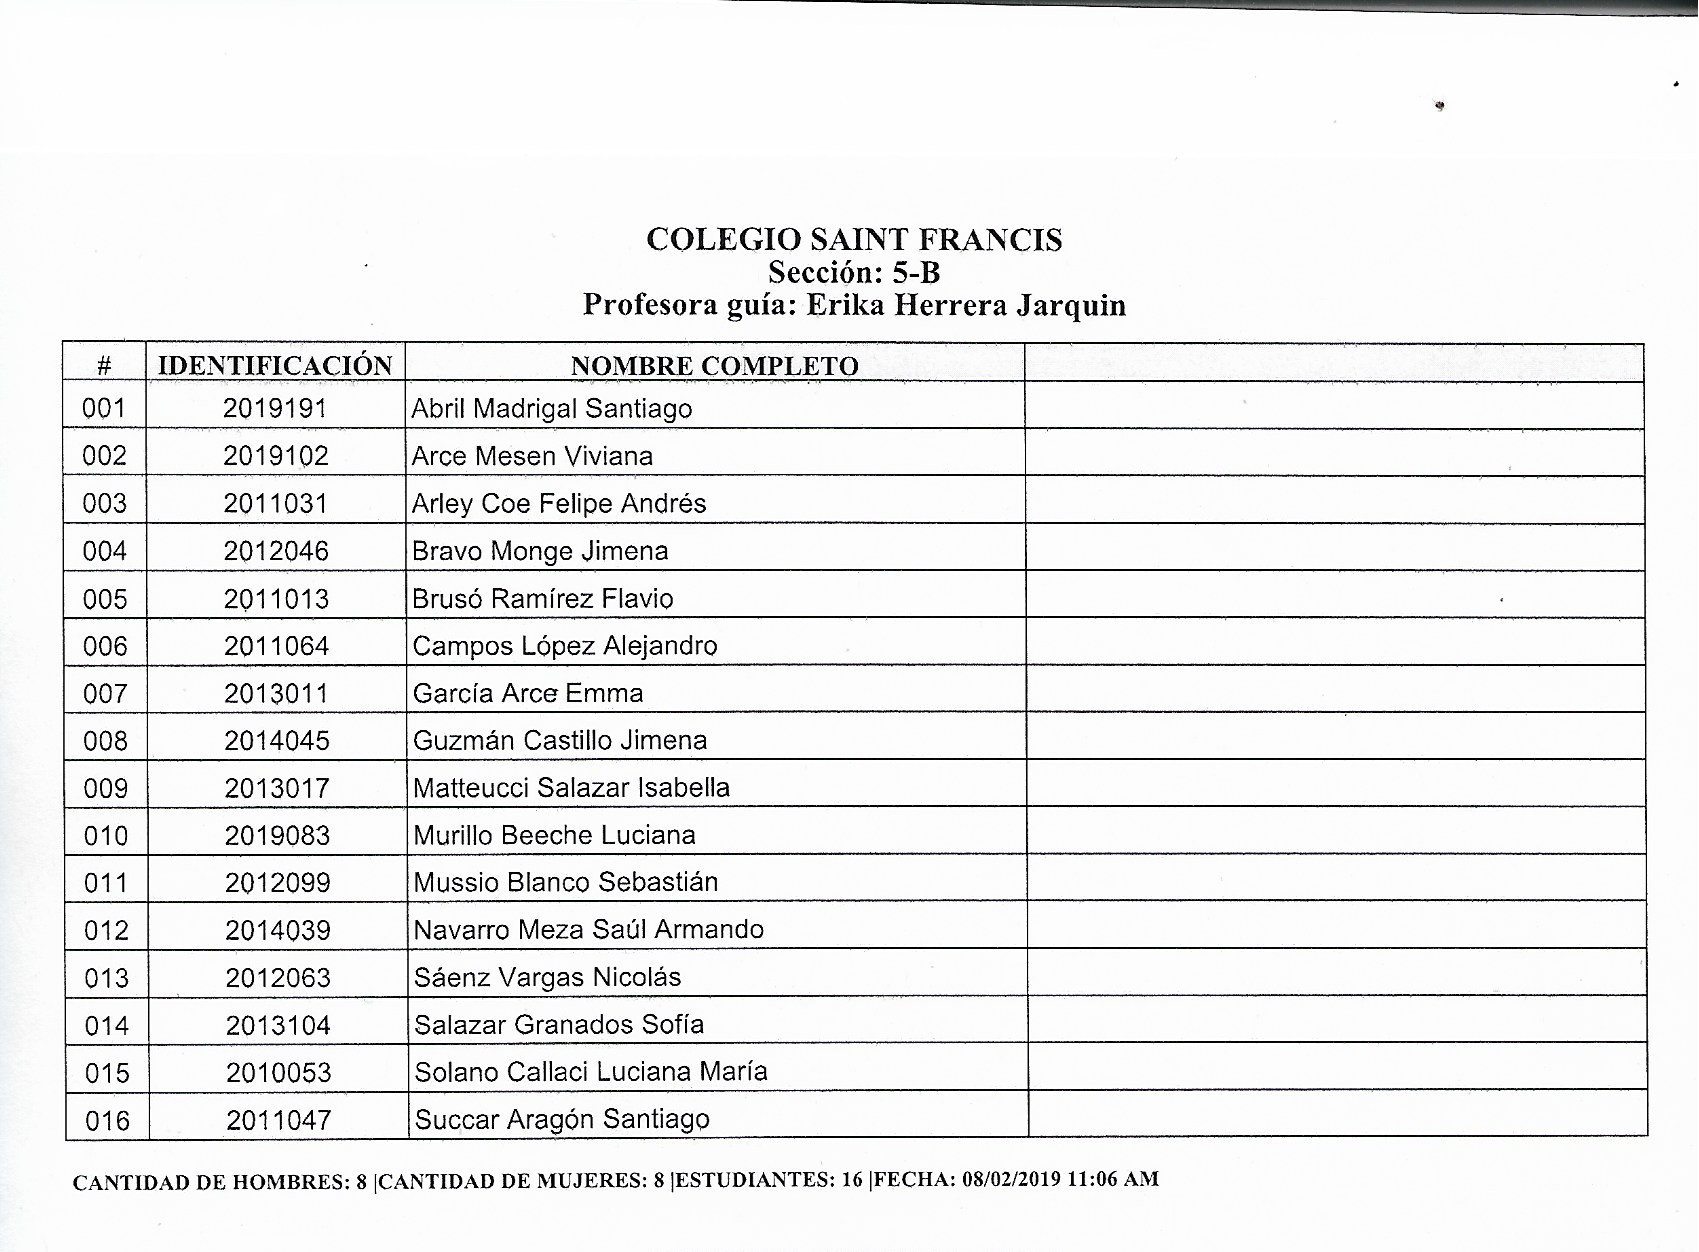 COLEGIO SAINT FRANCIS
Sección: 5-B
Profesora guía: Erika Herrera Jarquin
# IDENTIFICACIÓN NOMBRE COMPLETO
001 2019191 Abril Madrigal Santiago
002 2019102 Arce Mesen Viviana
003 2011031 Arley Coe Felipe Andrés
004 2012046 Bravo Monge Jimena
005 2011013 Brusó Ramírez Flavio
006 2011064 Campos López Alejandro
007 2013011 García Arce Emma
008 2014045 Guzmán Castillo Jimena
009 2013017 Matteucci Salazar Isabella
010 2019083 Murillo Beeche Luciana
011 2012099 Mussio Blanco Sebastián
012 2014039 Navarro Meza Saúl Armando
013 2012063 Sáenz Vargas Nicolás
014 2013104 Salazar Granados Sofía
015 2010053 Solano Callaci Luciana María
016 2011047 Succar Aragón Santiago
CANTIDAD DE HOMBRES: 8 |CANTIDAD DE MUJERES: 8 |ESTUDIANTES: 16 |FECHA: 08/02/2019 11:06 AM